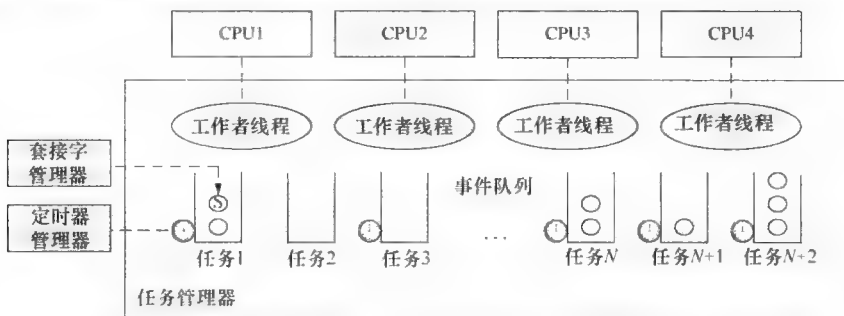 CPU1
CPU2
CPU3
CPU4
工作者线程
工作者线程
工作者线程
工作者线程
套接字
管理器
S
事件队列
定时器
管理器
…
任务1
任务2
任务3
任务N
任务N+1
任务N+2
任务管理器